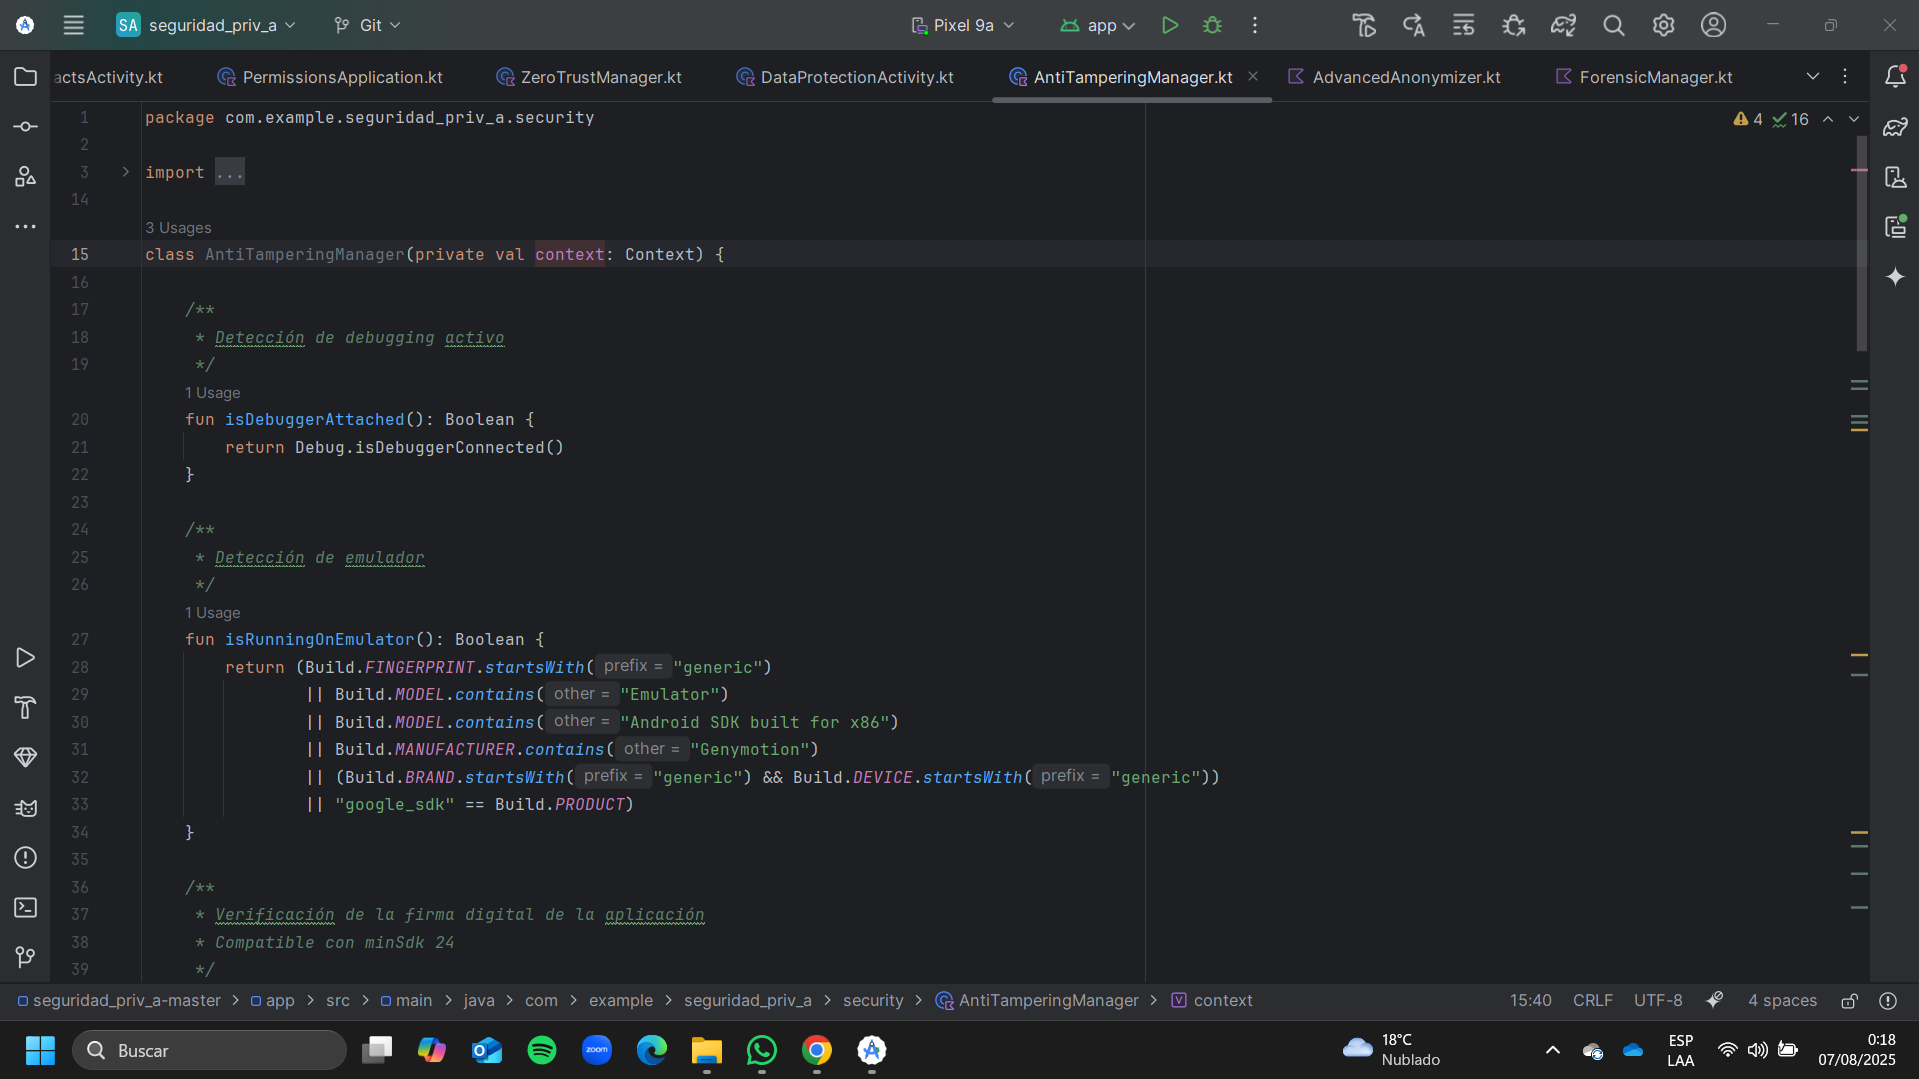 SA seguridad_priv_a Git Pixel 9a app
actsActivity.kt PermissionsApplication.kt ZeroTrustManager.kt DataProtectionActivity.kt AntiTamperingManager.kt AdvancedAnonymizer.kt ForensicManager.kt
1 package com.example.seguridad_priv_a.security 4 16
2
3 import ...
14
3 Usages
15 class AntiTamperingManager(private val context: Context) {
16
17 /**
18 * Detección de debugging activo
19 */
1 Usage
20 fun isDebuggerAttached(): Boolean {
21 return Debug.isDebuggerConnected()
22 }
23
24 /**
25 * Detección de emulador
26 */
1 Usage
27 fun isRunningOnEmulator(): Boolean {
28 return (Build.FINGERPRINT.startsWith( prefix = "generic")
29 || Build.MODEL.contains( other = "Emulator")
30 || Build.MODEL.contains( other = "Android SDK built for x86")
31 || Build.MANUFACTURER.contains( other = "Genymotion")
32 || (Build.BRAND.startsWith( prefix = "generic") && Build.DEVICE.startsWith( prefix = "generic"))
33 || "google_sdk" == Build.PRODUCT)
34 }
35
36 /**
37 * Verificación de la firma digital de la aplicación
38 * Compatible con minSdk 24
39 */
seguridad_priv_a-master > app > src > main > java > com > example > seguridad_priv_a > security > AntiTamperingManager > context 15:40 CRLF UTF-8 4 spaces
Buscar zoom 18°C Nublado ESP LAA 0:18 07/08/2025